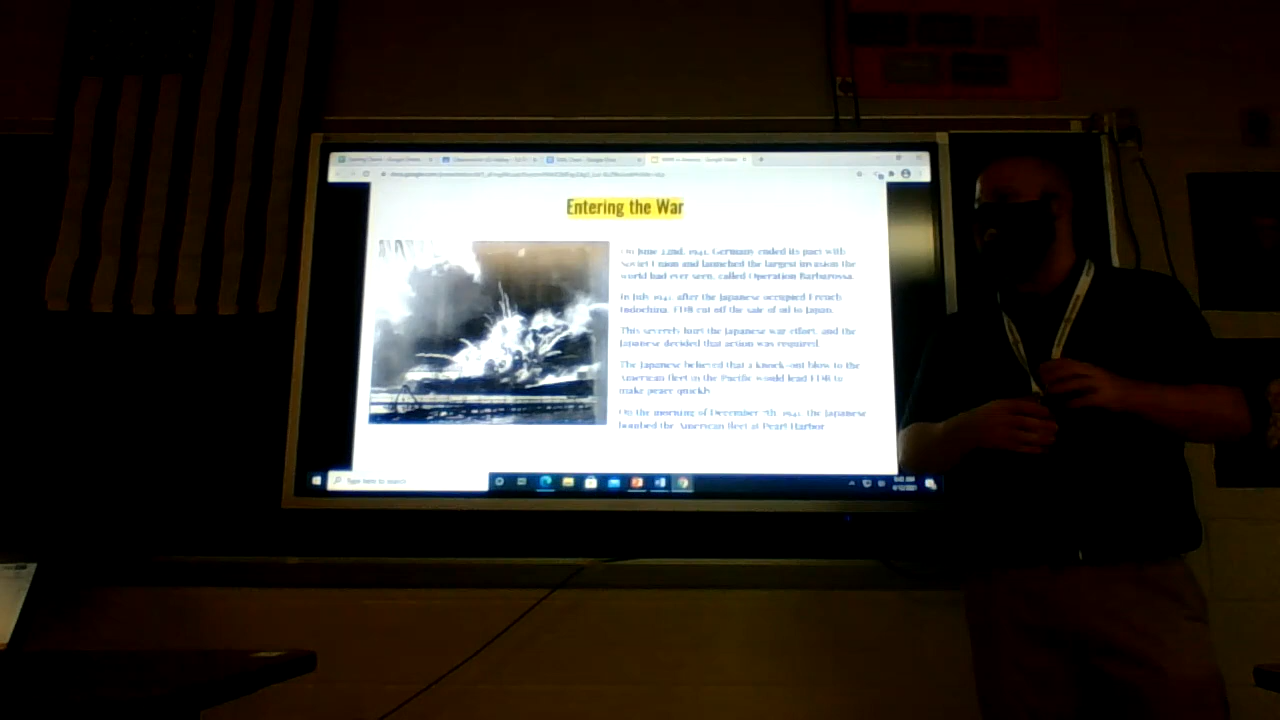 Entering the War
On June 22nd, 1941, Germany ended its pact with
Soviet Union and launched the largest invasion the
world had ever seen, called Operation Barbarossa.
In July 1941, after the Japanese occupied French
Indochina, FDR cut off the sale of oil to Japan.
This severely hurt the Japanese war effort, and the
Japanese decided that action was required.
The Japanese believed that a knock-out blow to the
American fleet in the Pacific would lead FDR to
make peace quickly.
On the morning of December 7th, 1941, the Japanese
bombed the American fleet at Pearl Harbor.
Type here to search